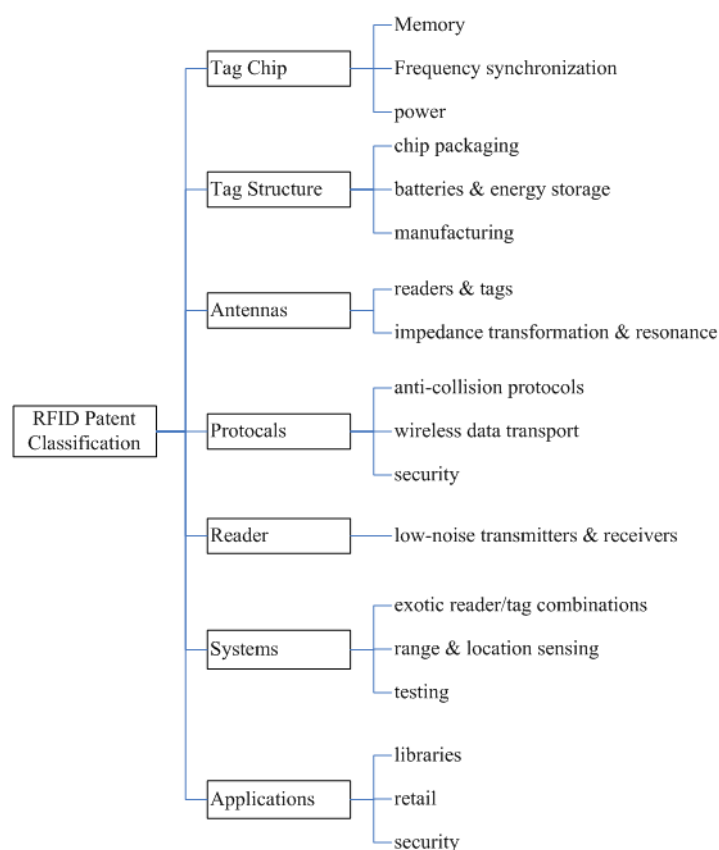 RFID Patent
Classification
Tag Chip
Memory
Frequency synchronization
power
Tag Structure
chip packaging
batteries & energy storage
manufacturing
Antennas
readers & tags
impedance transformation & resonance
Protocals
anti-collision protocols
wireless data transport
security
Reader
low-noise transmitters & receivers
Systems
exotic reader/tag combinations
range & location sensing
testing
Applications
libraries
retail
security